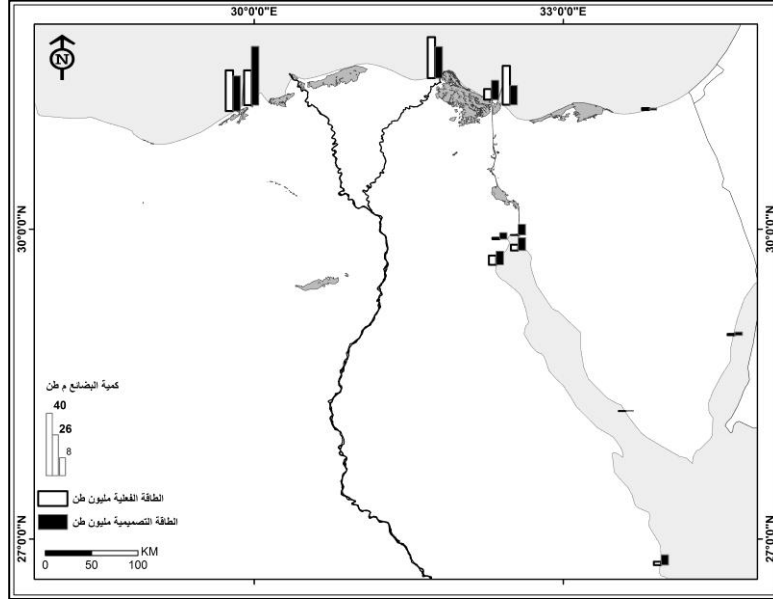 30°0'0"E
33°0'0"E
N
30°0'0"N
30°0'0"N
27°0'0"N
27°0'0"N
كمية البضائع م طن
40
26
8
الطاقة الفعلية مليون طن
الطاقة التصميمية مليون طن
KM
0 50 100